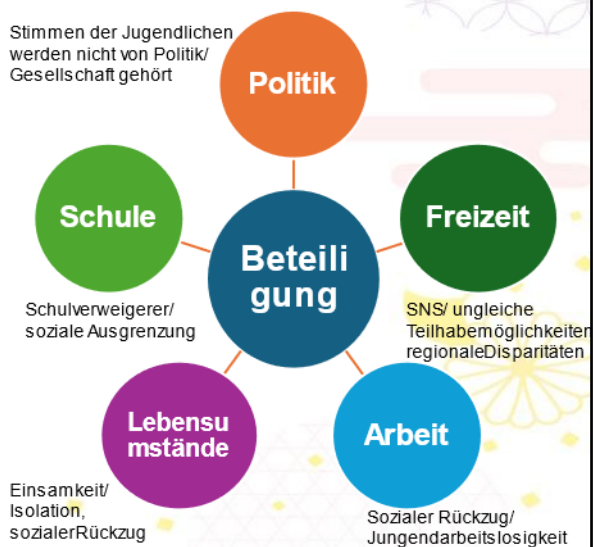 Stimmen der Jugendlichen
werden nicht von Politik/
Gesellschaft gehört
Politik
Schule
Freizeit
Beteili
gung
Schulverweigerer/
soziale Ausgrenzung
SNS/ ungleiche
Teilhabemöglichkeiten
regionaleDisparitäten
Lebensu
mstände
Arbeit
Einsamkeit/
Isolation,
sozialerRückzug
Sozialer Rückzug/
Jungendarbeitslosigkeit